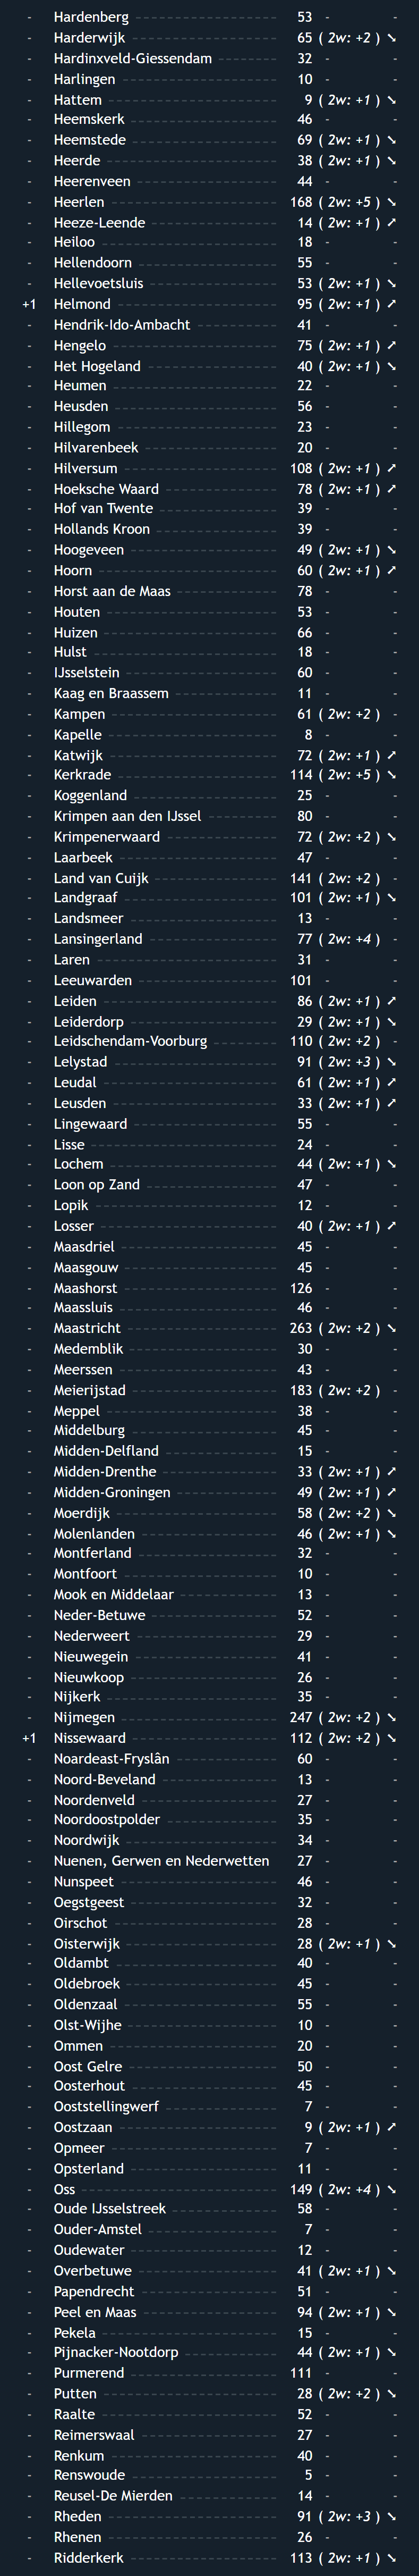 - Hardenberg 53 - -
- Harderwijk 65 ( 2w: +2 ) ➘
- Hardinxveld-Giessendam 32 - -
- Harlingen 10 - -
- Hattem 9 ( 2w: +1 ) ➘
- Heemskerk 46 - -
- Heemstede 69 ( 2w: +1 ) ➘
- Heerde 38 ( 2w: +1 ) ➘
- Heerenveen 44 - -
- Heerlen 168 ( 2w: +5 ) ➘
- Heeze-Leende 14 ( 2w: +1 ) ➚
- Heiloo 18 - -
- Hellendoorn 55 - -
- Hellevoetsluis 53 ( 2w: +1 ) ➘
+1 Helmond 95 ( 2w: +1 ) ➚
- Hendrik-Ido-Ambacht 41 - -
- Hengelo 75 ( 2w: +1 ) ➚
- Het Hogeland 40 ( 2w: +1 ) ➘
- Heumen 22 - -
- Heusden 56 - -
- Hillegom 23 - -
- Hilvarenbeek 20 - -
- Hilversum 108 ( 2w: +1 ) ➚
- Hoeksche Waard 78 ( 2w: +1 ) ➚
- Hof van Twente 39 - -
- Hollands Kroon 39 - -
- Hoogeveen 49 ( 2w: +1 ) ➘
- Hoorn 60 ( 2w: +1 ) ➚
- Horst aan de Maas 78 - -
- Houten 53 - -
- Huizen 66 - -
- Hulst 18 - -
- IJsselstein 60 - -
- Kaag en Braassem 11 - -
- Kampen 61 ( 2w: +2 ) -
- Kapelle 8 - -
- Katwijk 72 ( 2w: +1 ) ➚
- Kerkrade 114 ( 2w: +5 ) ➘
- Koggenland 25 - -
- Krimpen aan den IJssel 80 - -
- Krimpenerwaard 72 ( 2w: +2 ) ➘
- Laarbeek 47 - -
- Land van Cuijk 141 ( 2w: +2 ) -
- Landgraaf 101 ( 2w: +1 ) ➘
- Landsmeer 13 - -
- Lansingerland 77 ( 2w: +4 ) -
- Laren 31 - -
- Leeuwarden 101 - -
- Leiden 86 ( 2w: +1 ) ➚
- Leiderdorp 29 ( 2w: +1 ) ➘
- Leidschendam-Voorburg 110 ( 2w: +2 ) -
- Lelystad 91 ( 2w: +3 ) ➘
- Leudal 61 ( 2w: +1 ) ➚
- Leusden 33 ( 2w: +1 ) ➚
- Lingewaard 55 - -
- Lisse 24 - -
- Lochem 44 ( 2w: +1 ) ➘
- Loon op Zand 47 - -
- Lopik 12 - -
- Losser 40 ( 2w: +1 ) ➚
- Maasdriel 45 - -
- Maasgouw 45 - -
- Maashorst 126 - -
- Maassluis 46 - -
- Maastricht 263 ( 2w: +2 ) ➘
- Medemblik 30 - -
- Meerssen 43 - -
- Meierijstad 183 ( 2w: +2 ) -
- Meppel 38 - -
- Middelburg 45 - -
- Midden-Delfland 15 - -
- Midden-Drenthe 33 ( 2w: +1 ) ➚
- Midden-Groningen 49 ( 2w: +1 ) ➚
- Moerdijk 58 ( 2w: +2 ) ➘
- Molenlanden 46 ( 2w: +1 ) ➘
- Montferland 32 - -
- Montfoort 10 - -
- Mook en Middelaar 13 - -
- Neder-Betuwe 52 - -
- Nederweert 29 - -
- Nieuwegein 41 - -
- Nieuwkoop 26 - -
- Nijkerk 35 - -
- Nijmegen 247 ( 2w: +2 ) ➘
+1 Nissewaard 112 ( 2w: +2 ) ➘
- Noardeast-Fryslân 60 - -
- Noord-Beveland 13 - -
- Noordenveld 27 - -
- Noordoostpolder 35 - -
- Noordwijk 34 - -
- Nuenen, Gerwen en Nederwetten 27 - -
- Nunspeet 46 - -
- Oegstgeest 32 - -
- Oirschot 28 - -
- Oisterwijk 28 ( 2w: +1 ) ➘
- Oldambt 40 - -
- Oldebroek 45 - -
- Oldenzaal 55 - -
- Olst-Wijhe 10 - -
- Ommen 20 - -
- Oost Gelre 50 - -
- Oosterhout 45 - -
- Ooststellingwerf 7 - -
- Oostzaan 9 ( 2w: +1 ) ➚
- Opmeer 7 - -
- Opsterland 11 - -
- Oss 149 ( 2w: +4 ) ➘
- Oude IJsselstreek 58 - -
- Ouder-Amstel 7 - -
- Oudewater 12 - -
- Overbetuwe 41 ( 2w: +1 ) ➘
- Papendrecht 51 - -
- Peel en Maas 94 ( 2w: +1 ) ➘
- Pekela 15 - -
- Pijnacker-Nootdorp 44 ( 2w: +1 ) ➘
- Purmerend 111 - -
- Putten 28 ( 2w: +2 ) ➘
- Raalte 52 - -
- Reimerswaal 27 - -
- Renkum 40 - -
- Renswoude 5 - -
- Reusel-De Mierden 14 - -
- Rheden 91 ( 2w: +3 ) ➘
- Rhenen 26 - -
- Ridderkerk 113 ( 2w: +1 ) ➘